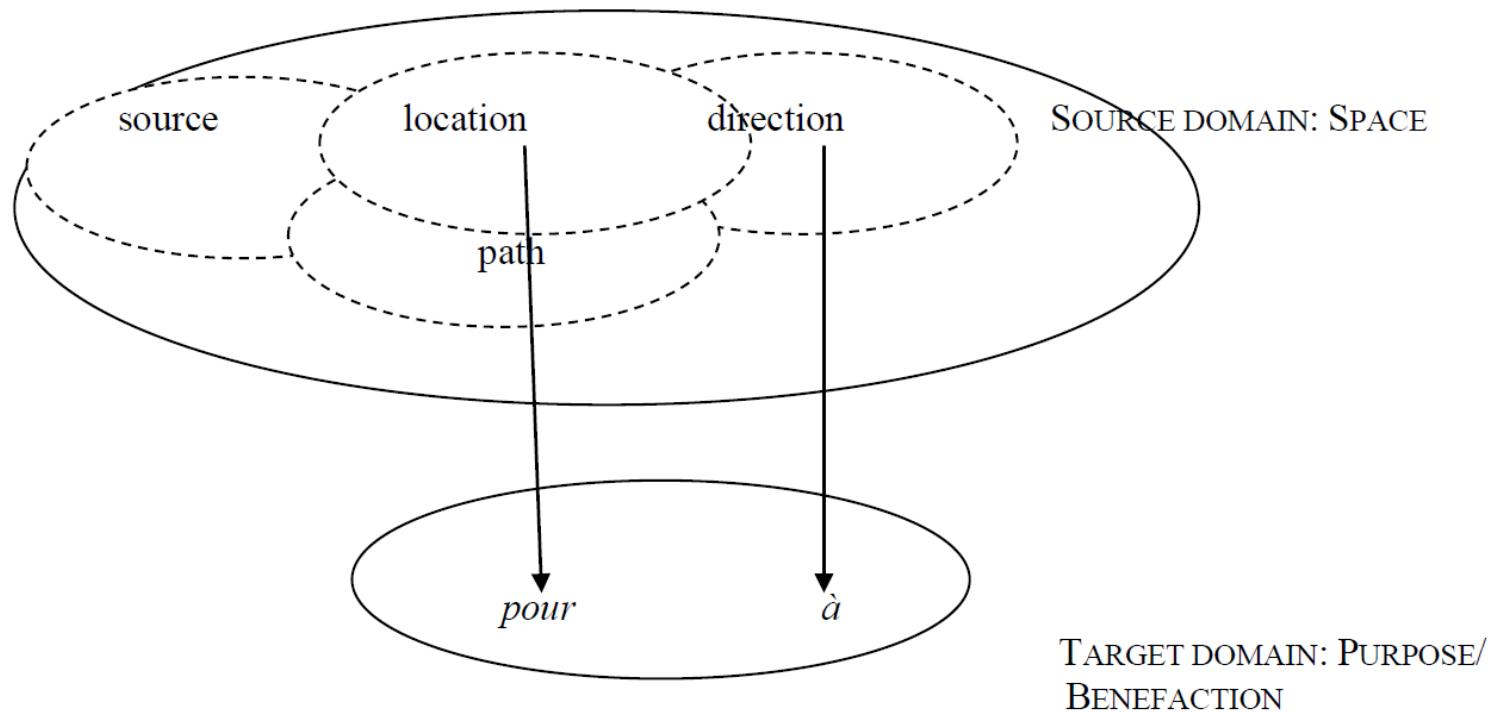 source location direction SOURCE DOMAIN: SPACE
path
pour à
TARGET DOMAIN: PURPOSE/
BENEFACTION